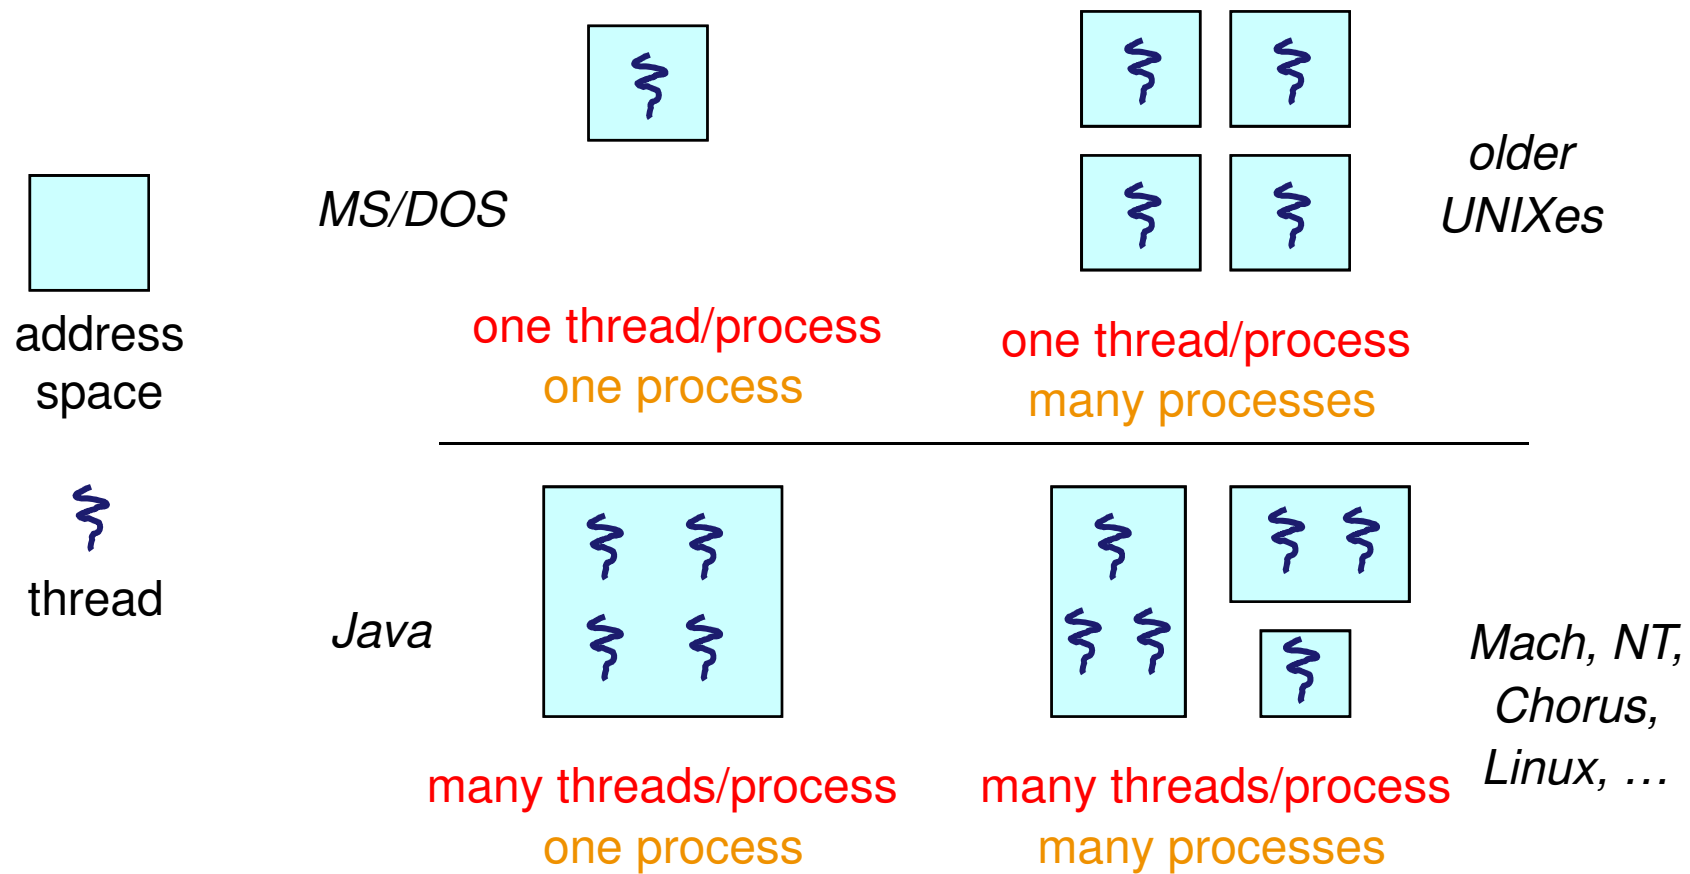 address
space
thread
MS/DOS
one thread/process
one process
older
UNIXes
one thread/process
many processes
Java
many threads/process
one process
Mach, NT,
Chorus,
Linux, …
many threads/process
many processes